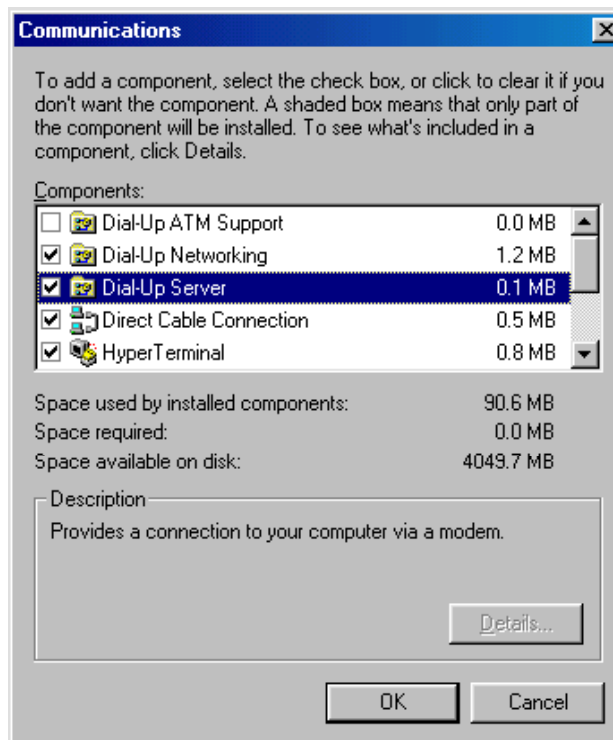 Communications
To add a component, select the check box, or click to clear it if you
don't want the component. A shaded box means that only part of
the component will be installed. To see what's included in a
component, click Details.
Components:
Dial-Up ATM Support 0.0 MB
Dial-Up Networking 1.2 MB
Dial-Up Server 0.1 MB
Direct Cable Connection 0.5 MB
HyperTerminal 0.8 MB
Space used by installed components: 90.6 MB
Space required: 0.0 MB
Space available on disk: 4049.7 MB
Description
Provides a connection to your computer via a modem.
Details...
OK Cancel